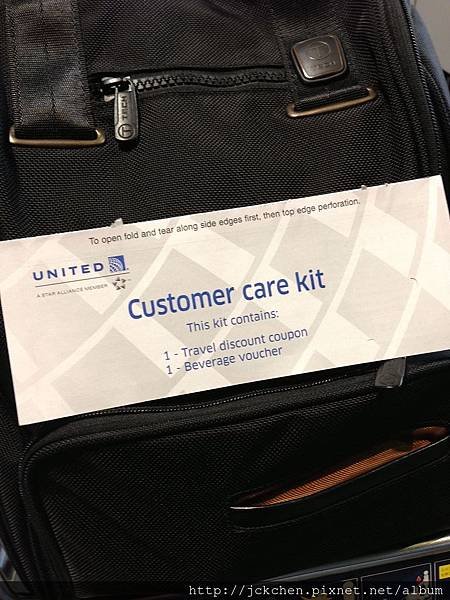 TECH
To open fold and tear along side edges first, then top edge perforation.
UNITED
A STAR ALLIANCE MEMBER
Customer care kit
This kit contains:
1 - Travel discount coupon
1 - Beverage voucher
http://jckchen.pixnet.net/album